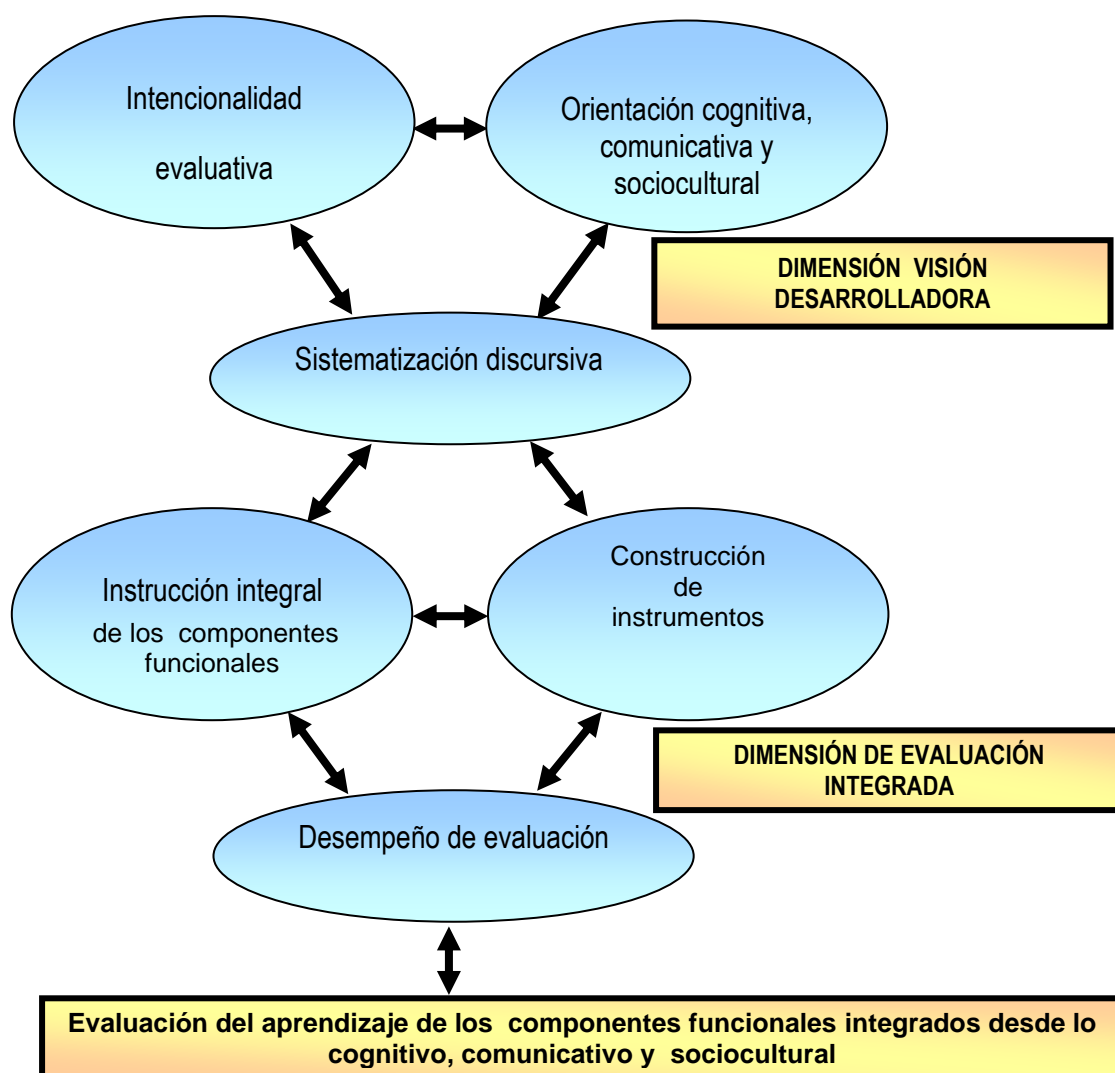 Intencionalidad
evaluativa
Orientación cognitiva,
comunicativa y
sociocultural
DIMENSIÓN VISIÓN
DESARROLLADORA
Sistematización discursiva
Instrucción integral
de los componentes
funcionales
Construcción
de
instrumentos
DIMENSIÓN DE EVALUACIÓN
INTEGRADA
Desempeño de evaluación
Evaluación del aprendizaje de los componentes funcionales integrados desde lo
cognitivo, comunicativo y sociocultural